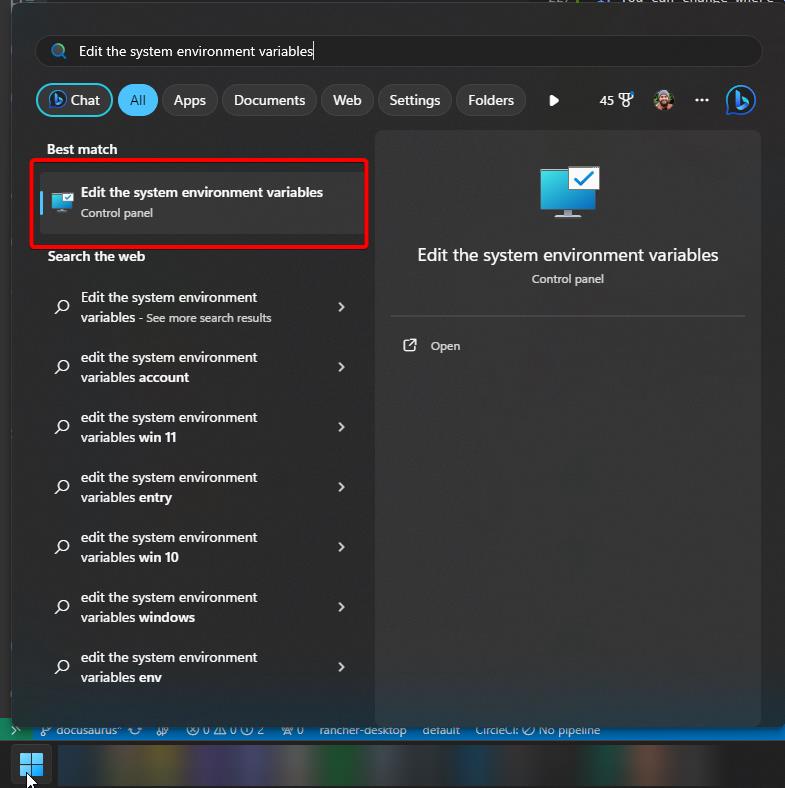 You can change where
Edit the system environment variables
Chat All Apps Documents Web Settings Folders 45
Best match
Edit the system environment variables
Control panel
Search the web
Edit the system environment
variables - See more search results
edit the system environment
variables account
edit the system environment
variables win 11
edit the system environment
variables entry
edit the system environment
variables win 10
edit the system environment
variables windows
edit the system environment
variables env
Edit the system environment variables
Control panel
Open
docusaurus* 0 0 2 0 rancher-desktop default CircleCI: No pipeline